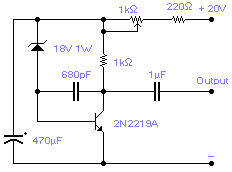 1kΩ
220Ω
+ 20V
18V 1W
1kΩ
680pF
1µF
Output
2N2219A
+
470µF
−